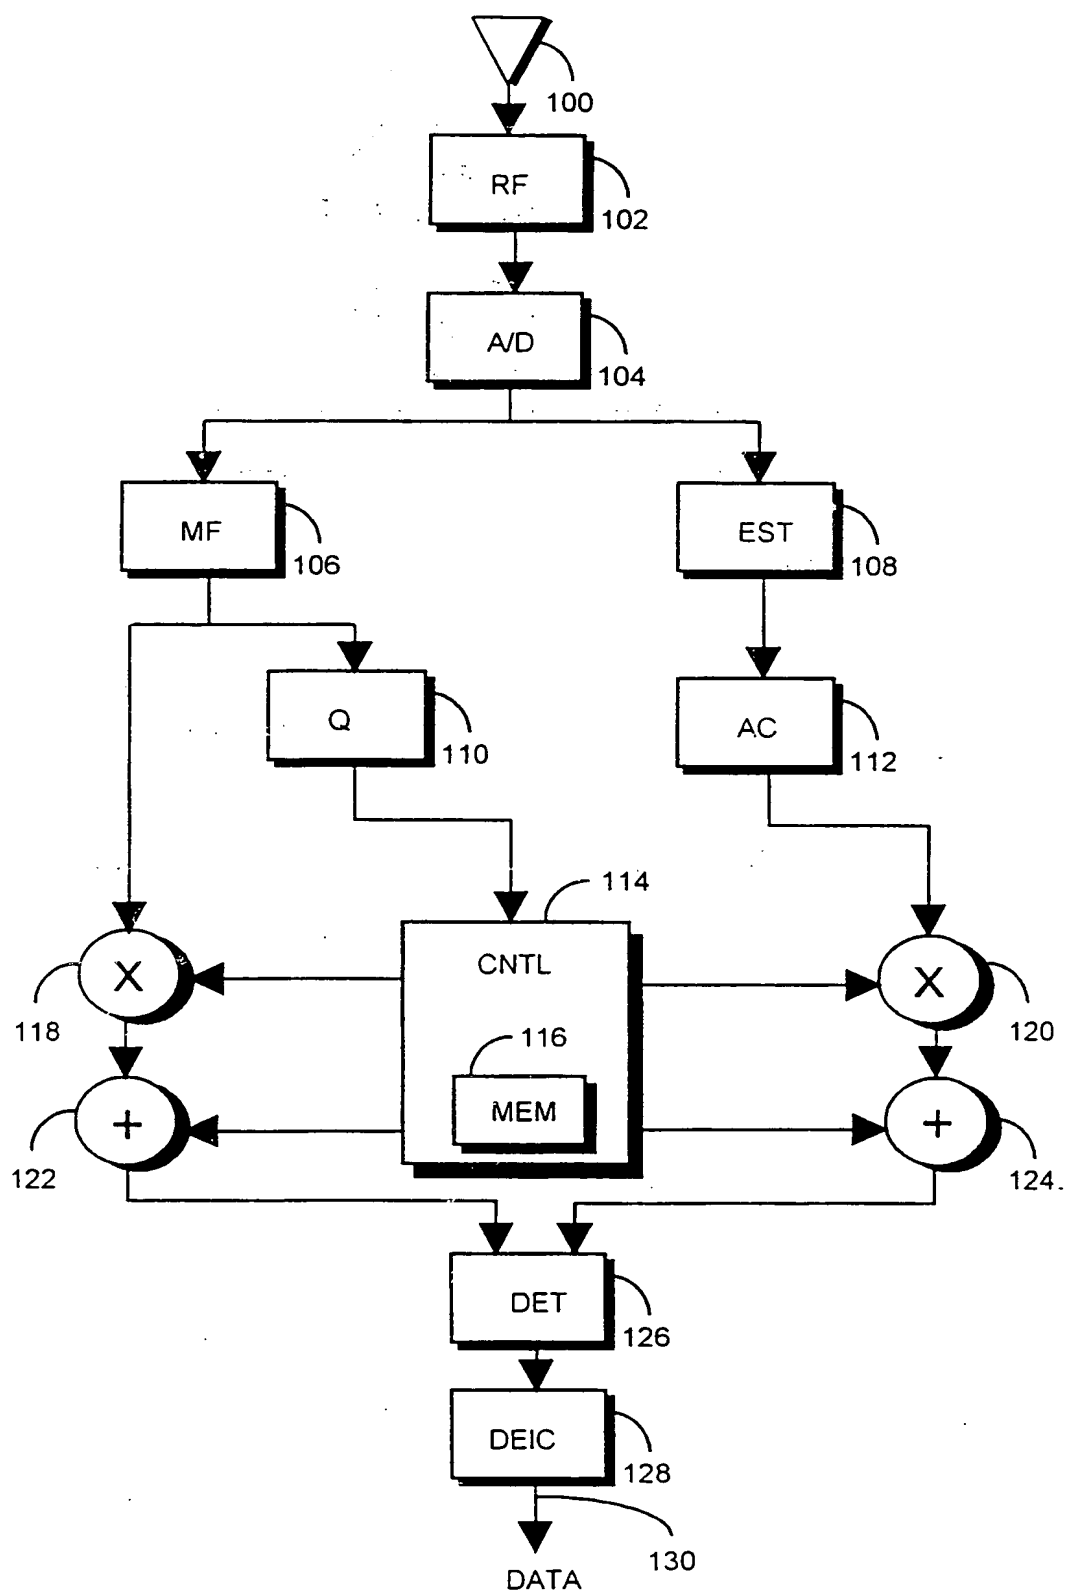 100
RF
102
A/D
104
MF
106
EST
108
Q
110
AC
112
114
CNTL
X
118
X
120
116
MEM
+
122
+
124.
DET
126
DEIC
128
130
DATA